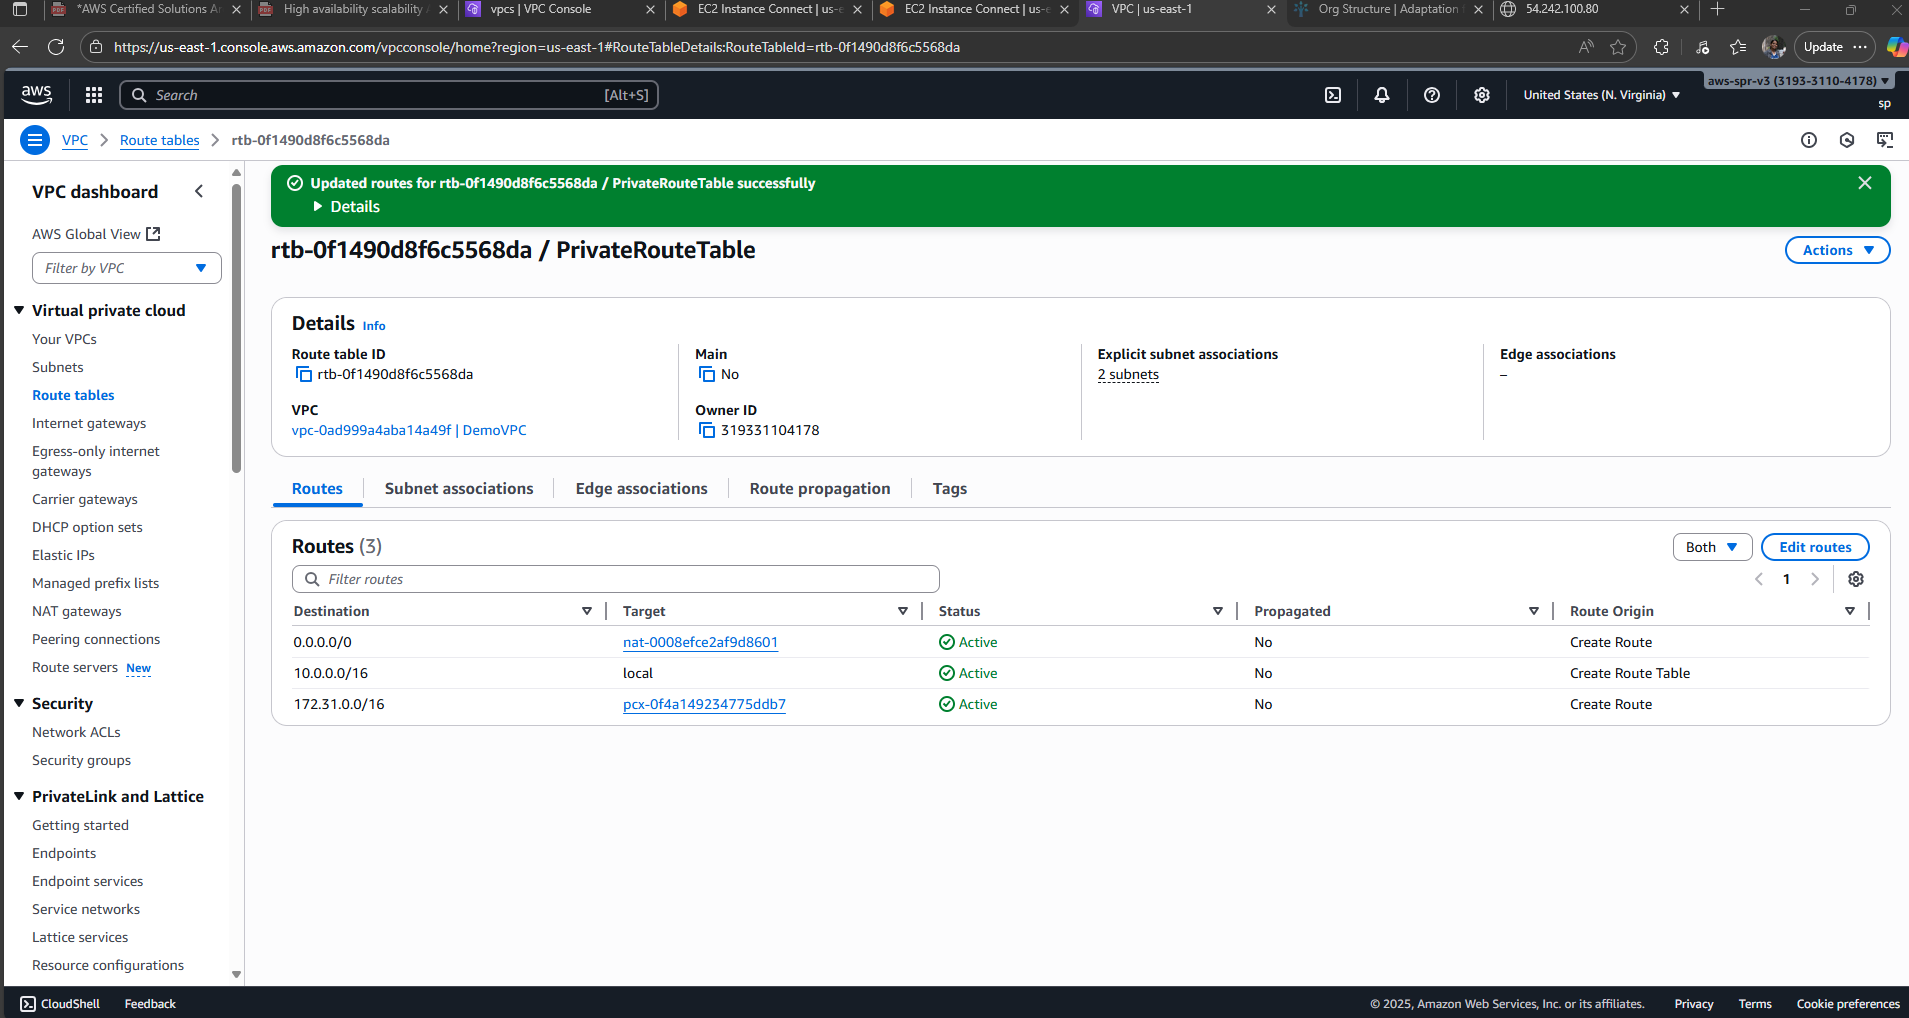 *AWS Certified Solutions Ar
High availability scalability
vpcs | VPC Console
EC2 Instance Connect | us-e
EC2 Instance Connect | us-e
VPC | us-east-1
Org Structure | Adaptation
54.242.100.80
https://us-east-1.console.aws.amazon.com/vpcconsole/home?region=us-east-1#RouteTableDetails:RouteTableId=rtb-0f1490d8f6c5568da
Update
aws
Search
[Alt+S]
United States (N. Virginia)
aws-spr-v3 (3193-3110-4178)
sp
VPC
Route tables
rtb-0f1490d8f6c5568da
VPC dashboard
AWS Global View
Filter by VPC
Virtual private cloud
Your VPCs
Subnets
Route tables
Internet gateways
Egress-only internet
gateways
Carrier gateways
DHCP option sets
Elastic IPs
Managed prefix lists
NAT gateways
Peering connections
Route servers New
Security
Network ACLs
Security groups
PrivateLink and Lattice
Getting started
Endpoints
Endpoint services
Service networks
Lattice services
Resource configurations
Updated routes for rtb-0f1490d8f6c5568da / PrivateRouteTable successfully
Details
rtb-0f1490d8f6c5568da / PrivateRouteTable
Actions
Details Info
Route table ID
rtb-0f1490d8f6c5568da
Main
No
Explicit subnet associations
2 subnets
Edge associations
–
VPC
vpc-0ad999a4aba14a49f | DemoVPC
Owner ID
319331104178
Routes
Subnet associations
Edge associations
Route propagation
Tags
Routes (3)
Both
Edit routes
Filter routes
1
Destination Target Status Propagated Route Origin
0.0.0.0/0 nat-0008efce2af9d8601 Active No Create Route
10.0.0.0/16 local Active No Create Route Table
172.31.0.0/16 pcx-0f4a149234775ddb7 Active No Create Route
CloudShell
Feedback
© 2025, Amazon Web Services, Inc. or its affiliates.
Privacy
Terms
Cookie preferences